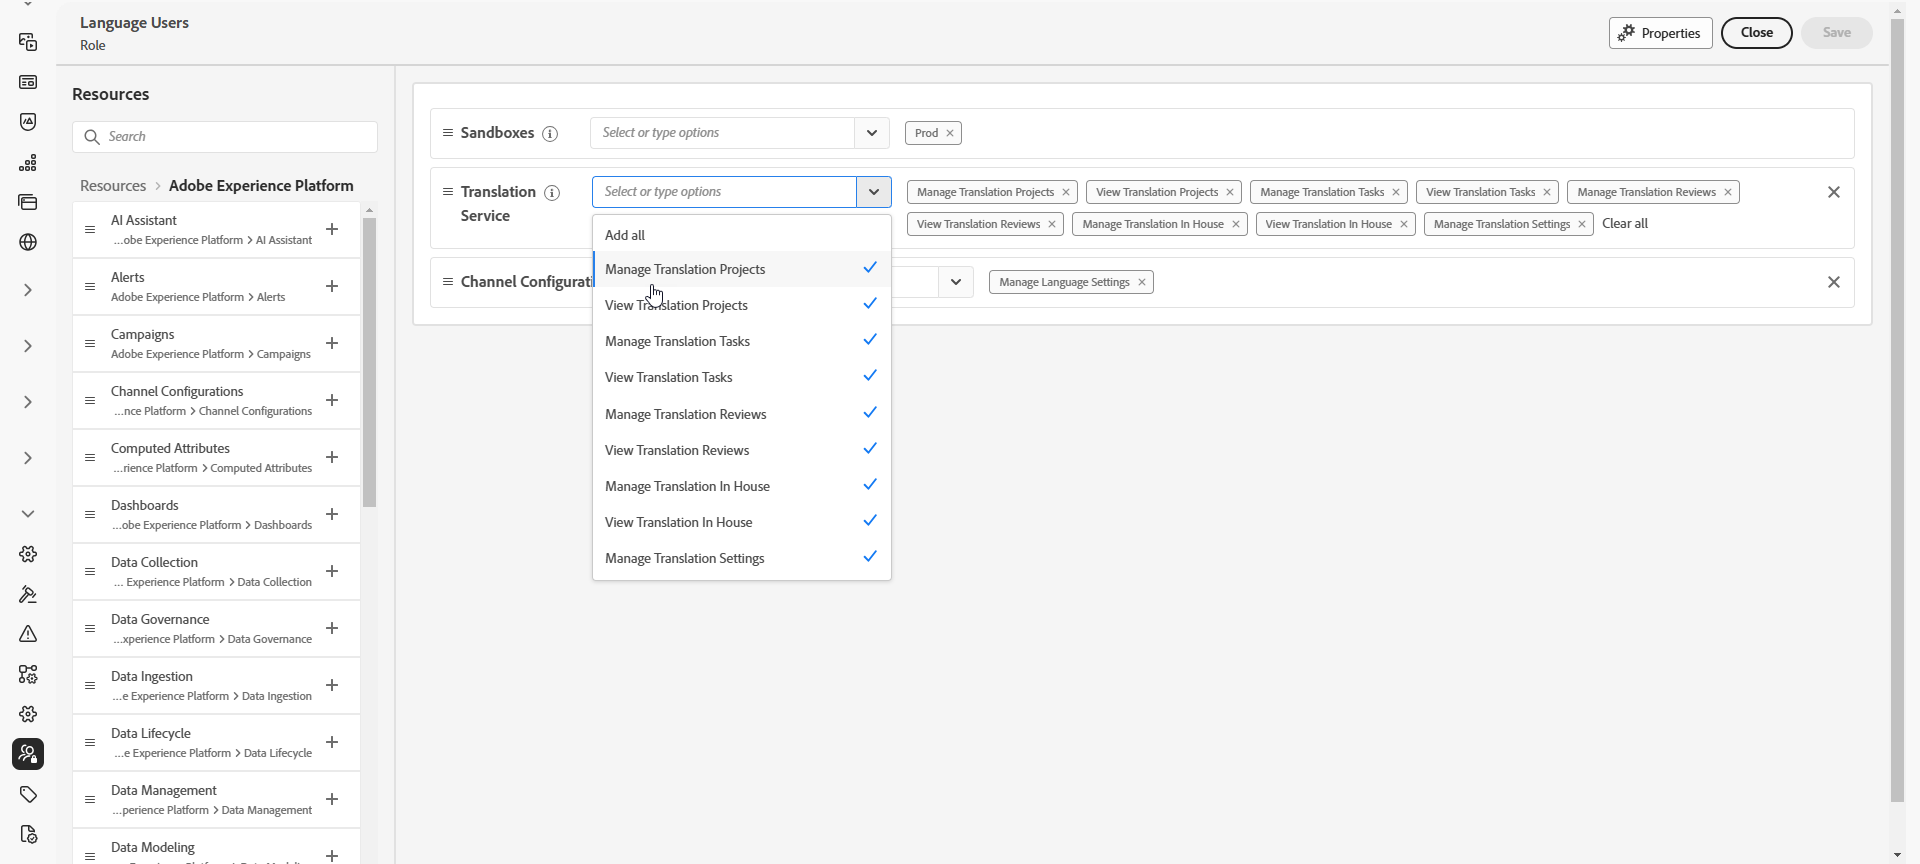 Language Users
Role
Properties
Close
Save
Resources
Search
Resources > Adobe Experience Platform
AI Assistant
...obe Experience Platform > AI Assistant
Alerts
Adobe Experience Platform > Alerts
Campaigns
Adobe Experience Platform > Campaigns
Channel Configurations
...nce Platform > Channel Configurations
Computed Attributes
...rience Platform > Computed Attributes
Dashboards
...obe Experience Platform > Dashboards
Data Collection
... Experience Platform > Data Collection
Data Governance
...xperience Platform > Data Governance
Data Ingestion
...e Experience Platform > Data Ingestion
Data Lifecycle
...e Experience Platform > Data Lifecycle
Data Management
...perience Platform > Data Management
Data Modeling
Sandboxes
Select or type options
Prod
Translation
Service
Select or type options
Manage Translation Projects
View Translation Projects
Manage Translation Tasks
View Translation Tasks
Manage Translation Reviews
View Translation Reviews
Manage Translation In House
View Translation In House
Manage Translation Settings
Clear all
Channel Configurati
Manage Language Settings
Add all
Manage Translation Projects
View Translation Projects
Manage Translation Tasks
View Translation Tasks
Manage Translation Reviews
View Translation Reviews
Manage Translation In House
View Translation In House
Manage Translation Settings